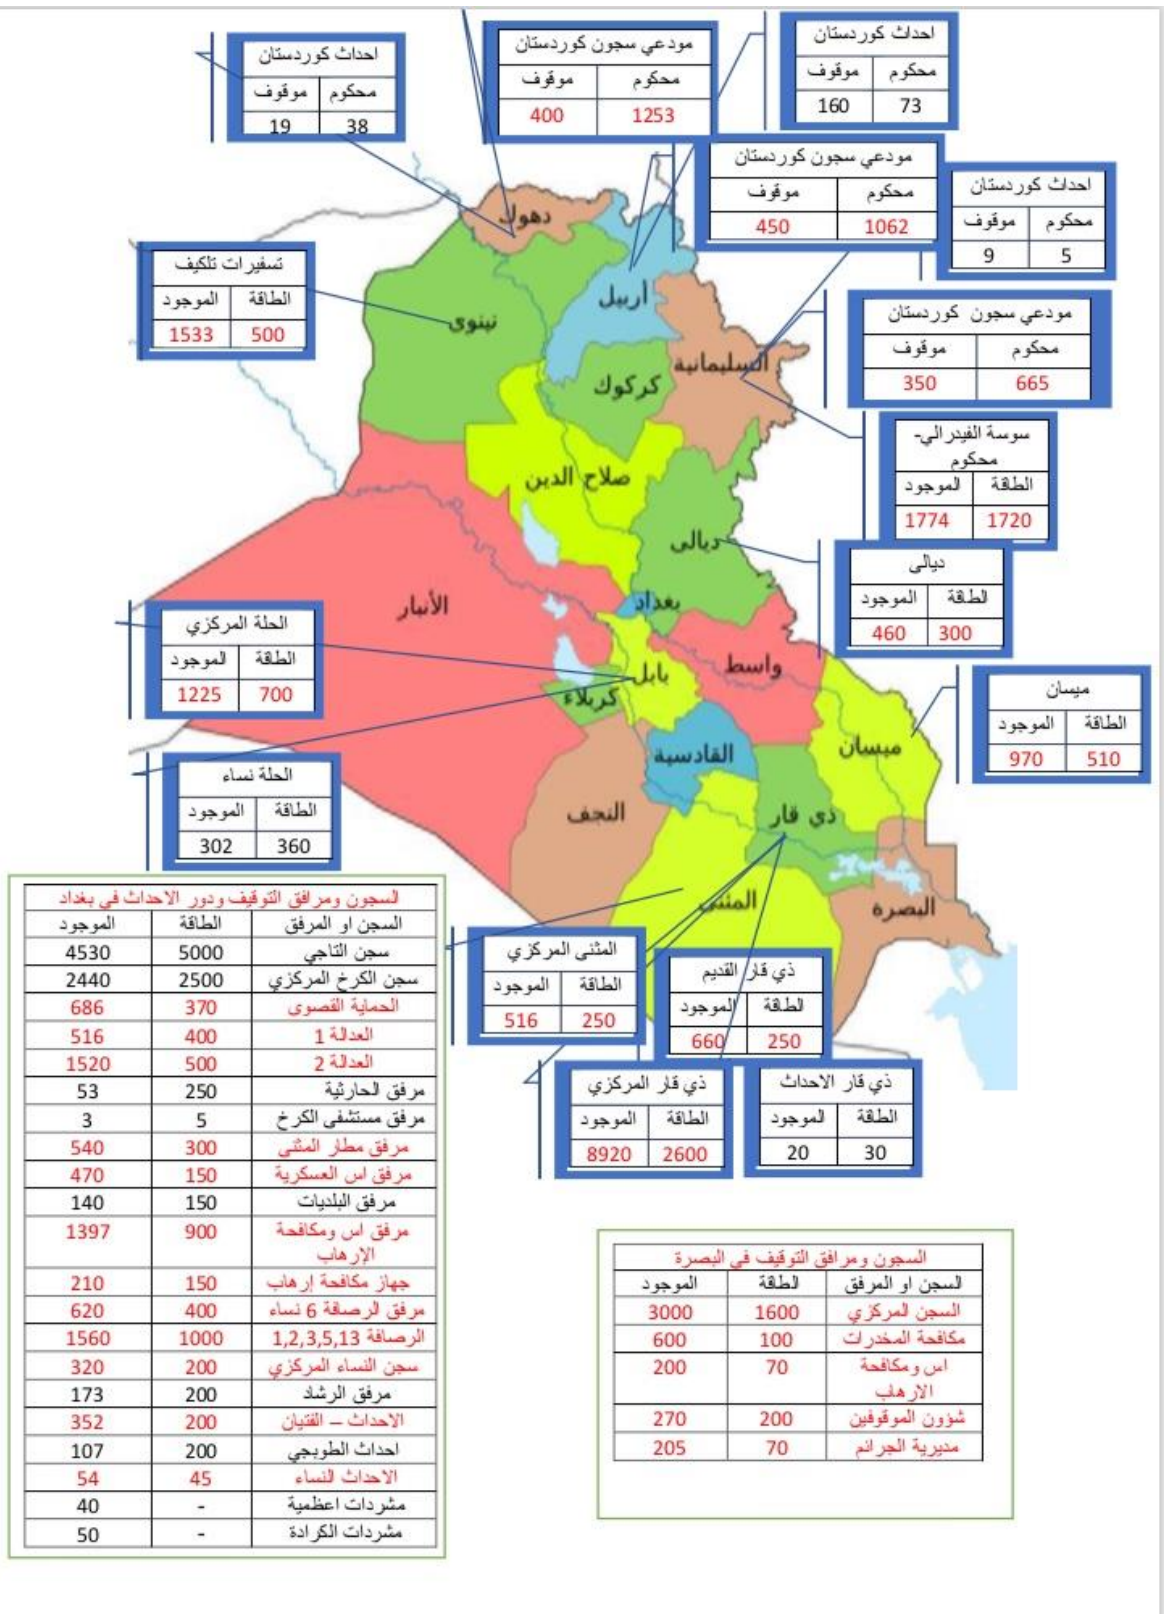 احداث كوردستان
محكوم موقوف
38 19
مودعي سجون كوردستان
محكوم موقوف
1253 400
احداث كوردستان
محكوم موقوف
73 160
مودعي سجون كوردستان
محكوم موقوف
1062 450
احداث كوردستان
محكوم موقوف
5 9
تسفيرات تلكيف
الطاقة الموجود
500 1533
مودعي سجون كوردستان
محكوم موقوف
665 350
سوسة الفيدرالي-
محكوم
الطاقة الموجود
1720 1774
ديالى
الطاقة الموجود
300 460
الحلة المركزي
الطاقة الموجود
700 1225
ميسان
الطاقة الموجود
510 970
الحلة نساء
الطاقة الموجود
360 302
دهوك
أربيل
نينوى
السليمانية
كركوك
صلاح الدين
ديالى
الأنبار
بغداد
واسط
بابل
كربلاء
ميسان
القادسية
النجف
ذي قار
المثنى
البصرة
المثنى المركزي
الطاقة الموجود
250 516
ذي قار القديم
الطاقة الموجود
250 660
ذي قار المركزي
الطاقة الموجود
2600 8920
ذي قار الاحداث
الطاقة الموجود
30 20
السجون ومرافق التوقيف ودور الاحداث في بغداد
السجن او المرفق الطاقة الموجود
سجن التاجي 5000 4530
سجن الكرخ المركزي 2500 2440
الحماية القصوى 370 686
العدالة 1 400 516
العدالة 2 500 1520
مرفق الحارثية 250 53
مرفق مستشفى الكرخ 5 3
مرفق مطار المثنى 300 540
مرفق اس العسكرية 150 470
مرفق البلديات 150 140
مرفق اس ومكافحة 900 1397
الإرهاب
جهاز مكافحة إرهاب 150 210
مرفق الرصافة 6 نساء 400 620
الرصافة 1,2,3,5,13 1000 1560
سجن النساء المركزي 200 320
مرفق الرشاد 200 173
الاحداث – الفتيان 200 352
احداث الطوبجي 200 107
الاحداث النساء 45 54
مشردات اعظمية - 40
مشردات الكرادة - 50
السجون ومرافق التوقيف في البصرة
السجن او المرفق الطاقة الموجود
السجن المركزي 1600 3000
مكافحة المخدرات 100 600
اس ومكافحة 70 200
الارهاب
شؤون الموقوفين 200 270
مديرية الجرائم 70 205